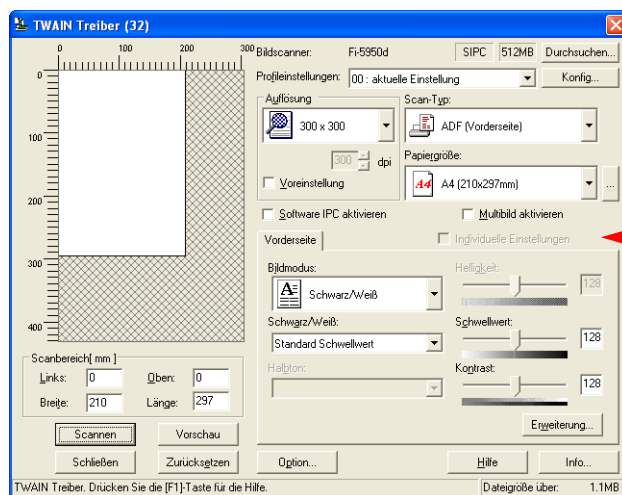 TWAIN Treiber (32)
0 100 200 300
0
100
200
300
400
Bildscanner: Fi-5950d SIPC 512MB Durchsuchen...
Profileinstellungen: 00 : aktuelle Einstellung Konfig...
Auflösung
300 x 300
300 dpi
Voreinstellung
Scan-Typ:
ADF (Vorderseite)
Papiergröße:
A4 A4 (210x297mm) ...
Software IPC aktivieren Multibild aktivieren
Vorderseite Individuelle Einstellungen
Bildmodus:
A Schwarz/Weiß
Schwarz/Weiß:
Standard Schwellwert
Halbton:
Helligkeit:
128
Schwellwert:
128
Kontrast:
128
Erweiterung...
Scanbereich[ mm ]
Links: 0 Oben: 0
Breite: 210 Länge: 297
Scannen Vorschau
Schließen Zurücksetzen Option... Hilfe Info...
TWAIN Treiber. Drücken Sie die [F1]-Taste für die Hilfe. Dateigröße über: 1.1MB